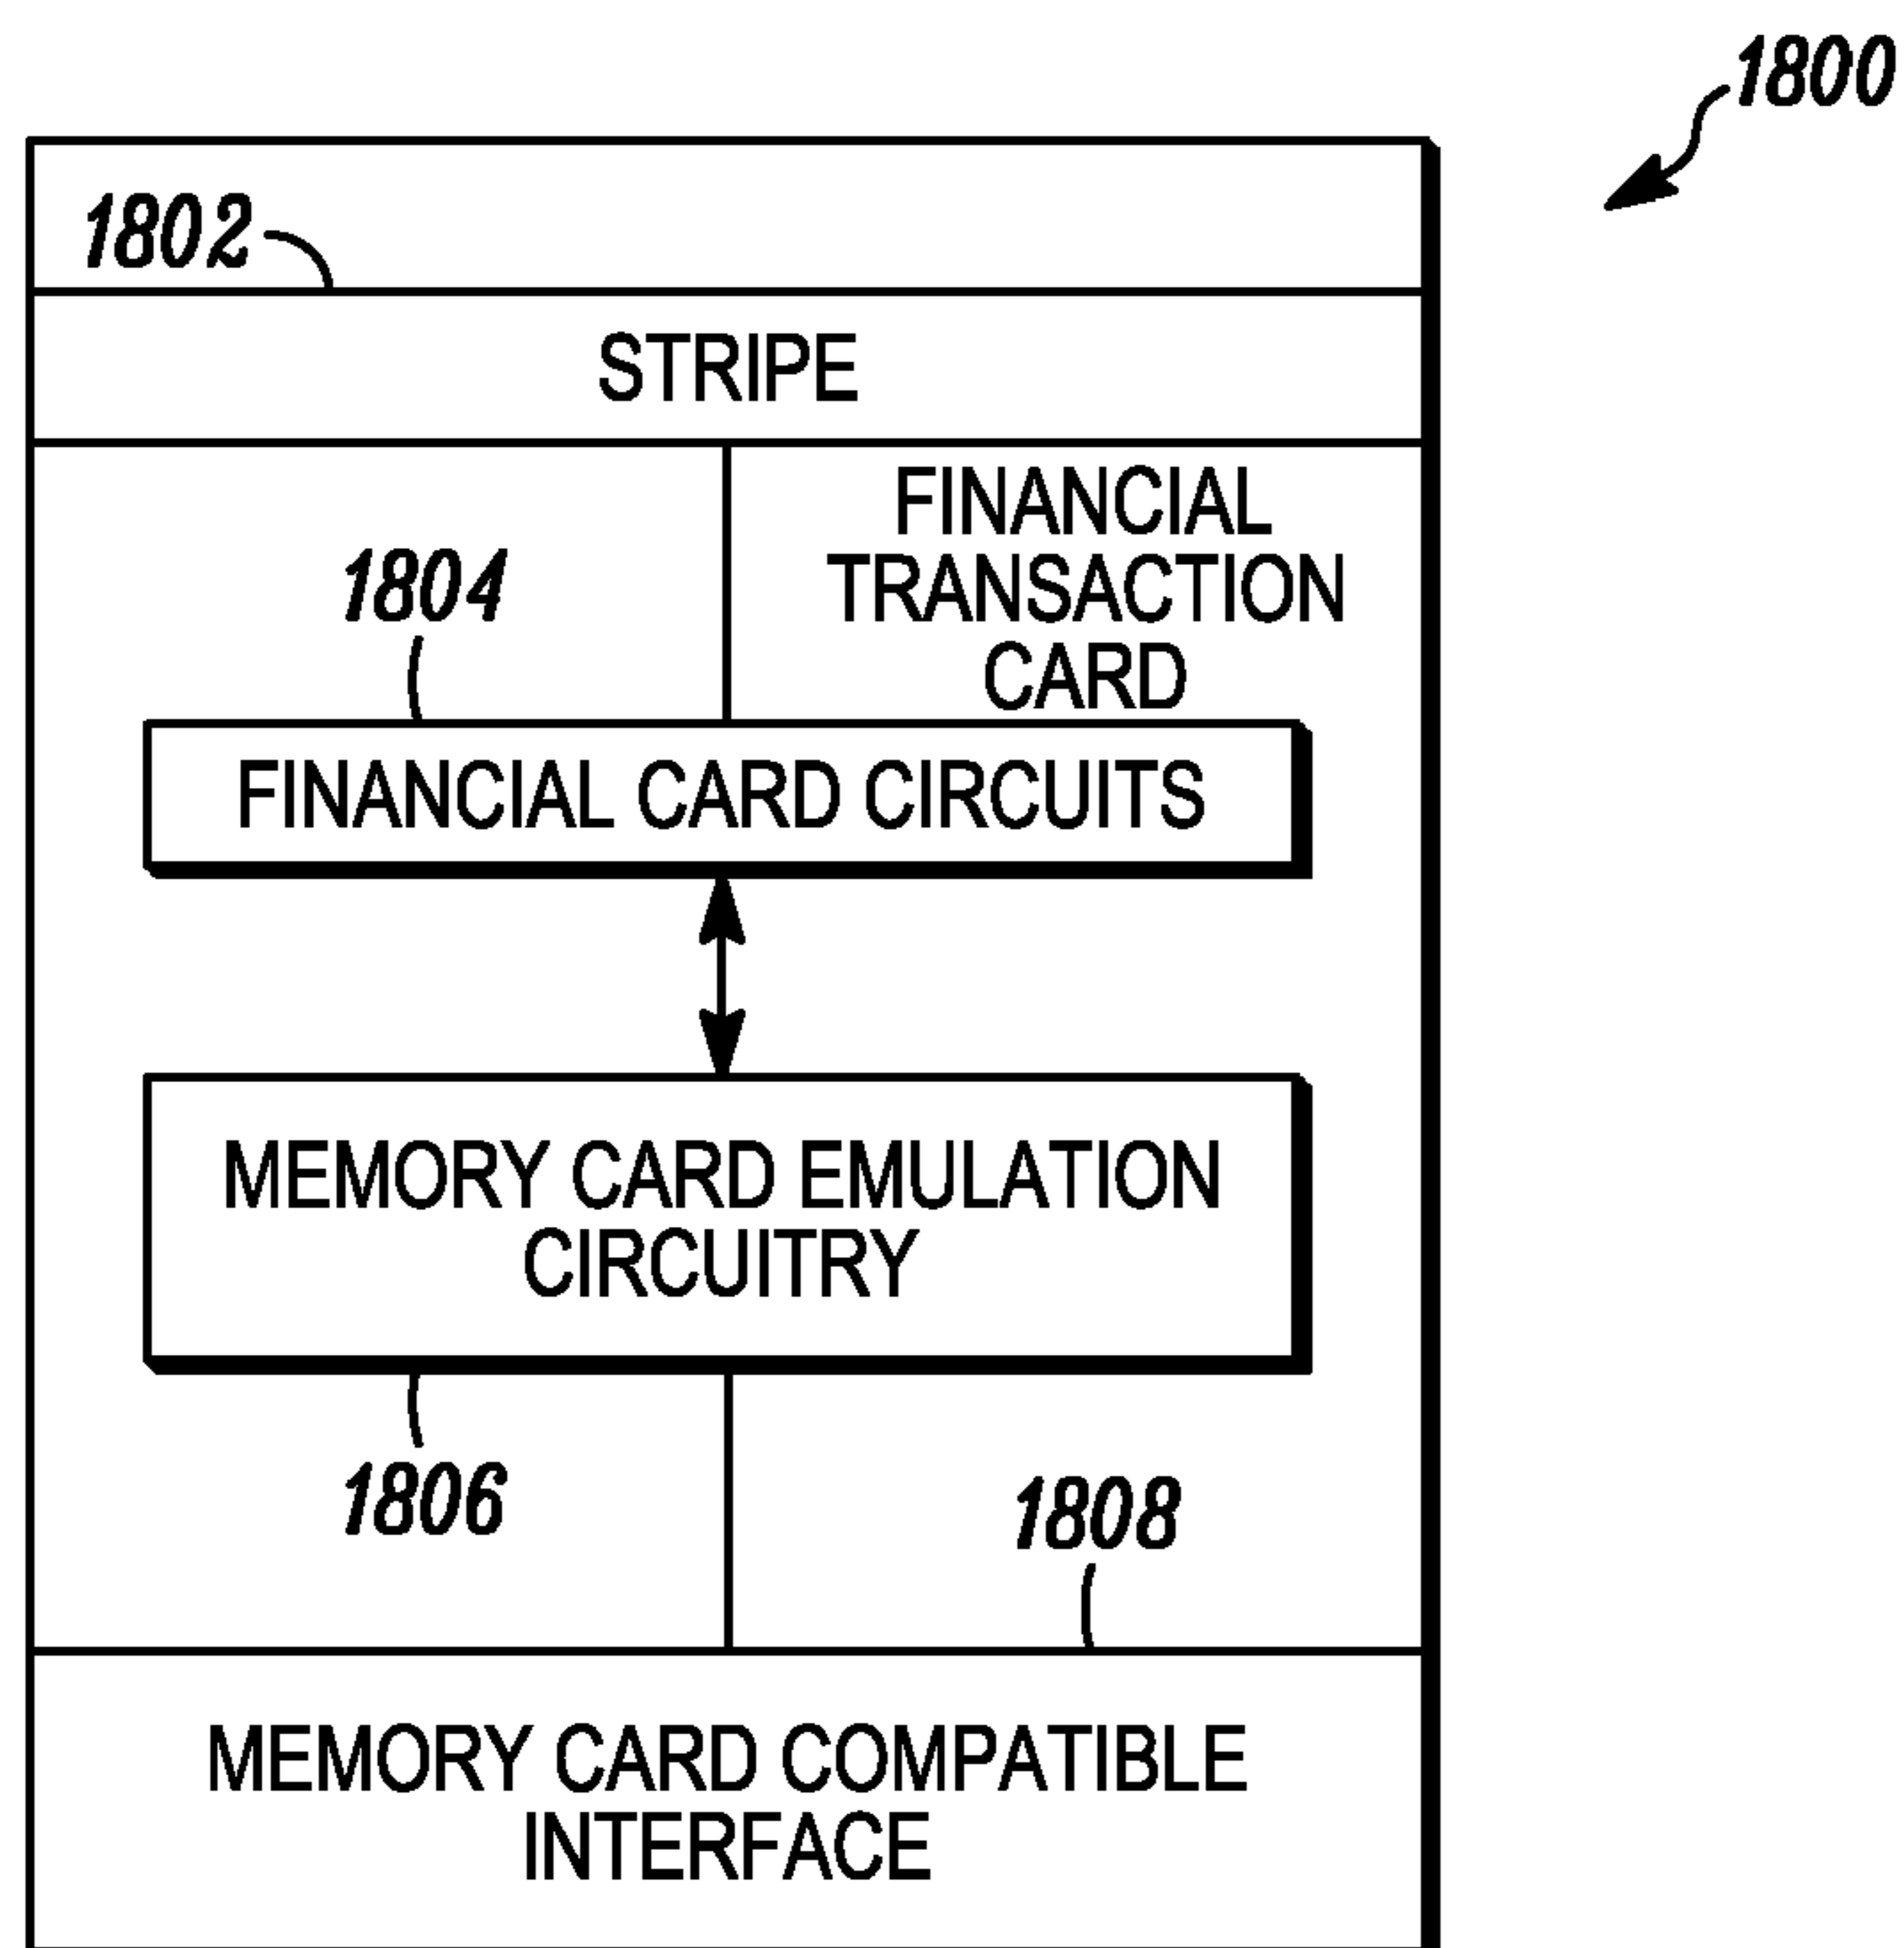 1800
1802
STRIPE
FINANCIAL
TRANSACTION
CARD
1804
FINANCIAL CARD CIRCUITS
MEMORY CARD EMULATION
CIRCUITRY
1806
1808
MEMORY CARD COMPATIBLE
INTERFACE